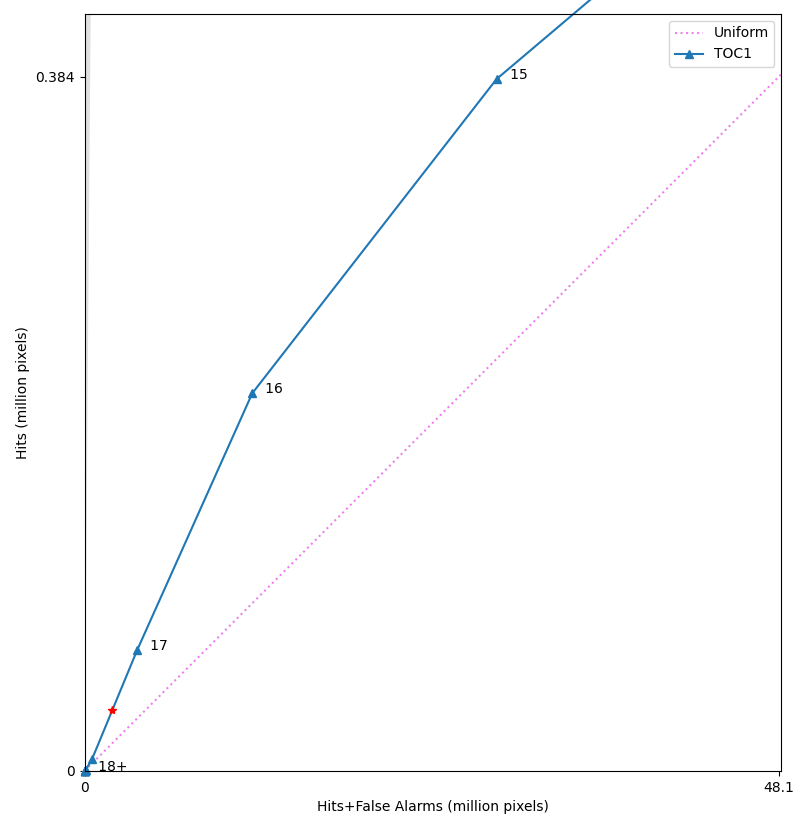 Uniform
TOC1
0.384
15
16
17
18+
0
0
48.1
Hits+False Alarms (million pixels)
Hits (million pixels)